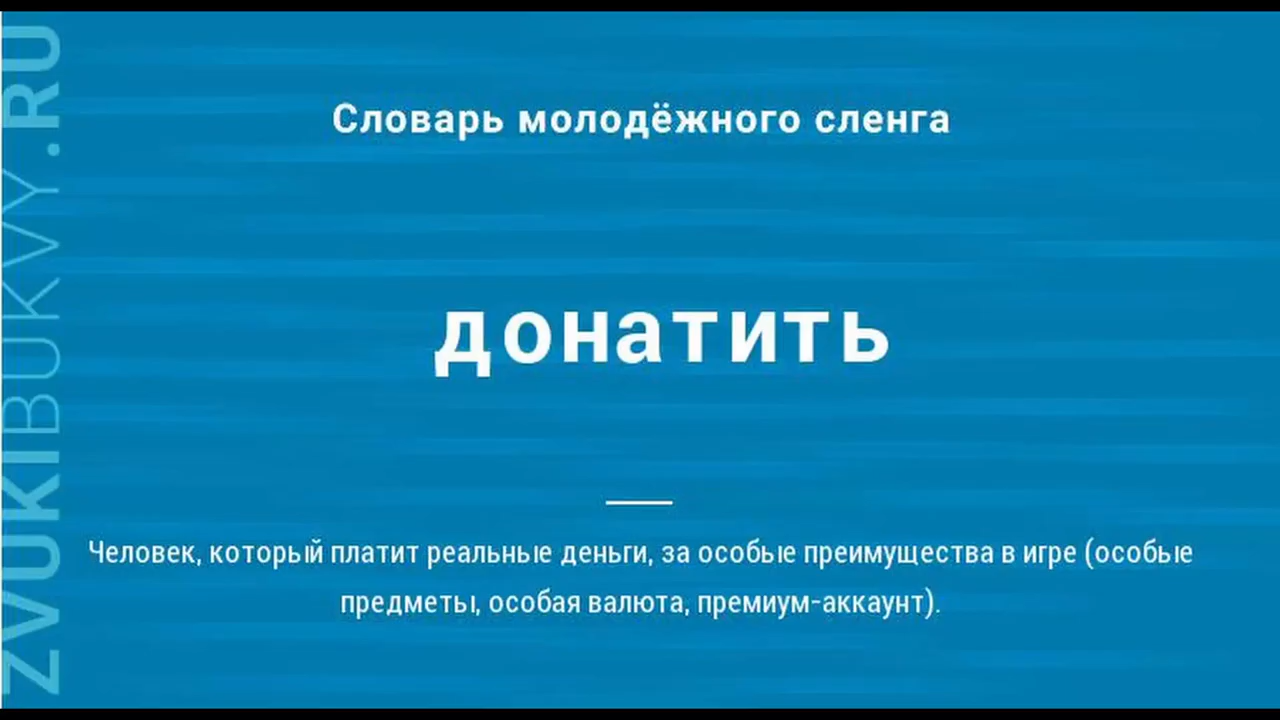 ZVUKIBUKVY.RU
Словарь молодёжного сленга
донатить
Человек, который платит реальные деньги, за особые преимущества в игре (особые
предметы, особая валюта, премиум-аккаунт).